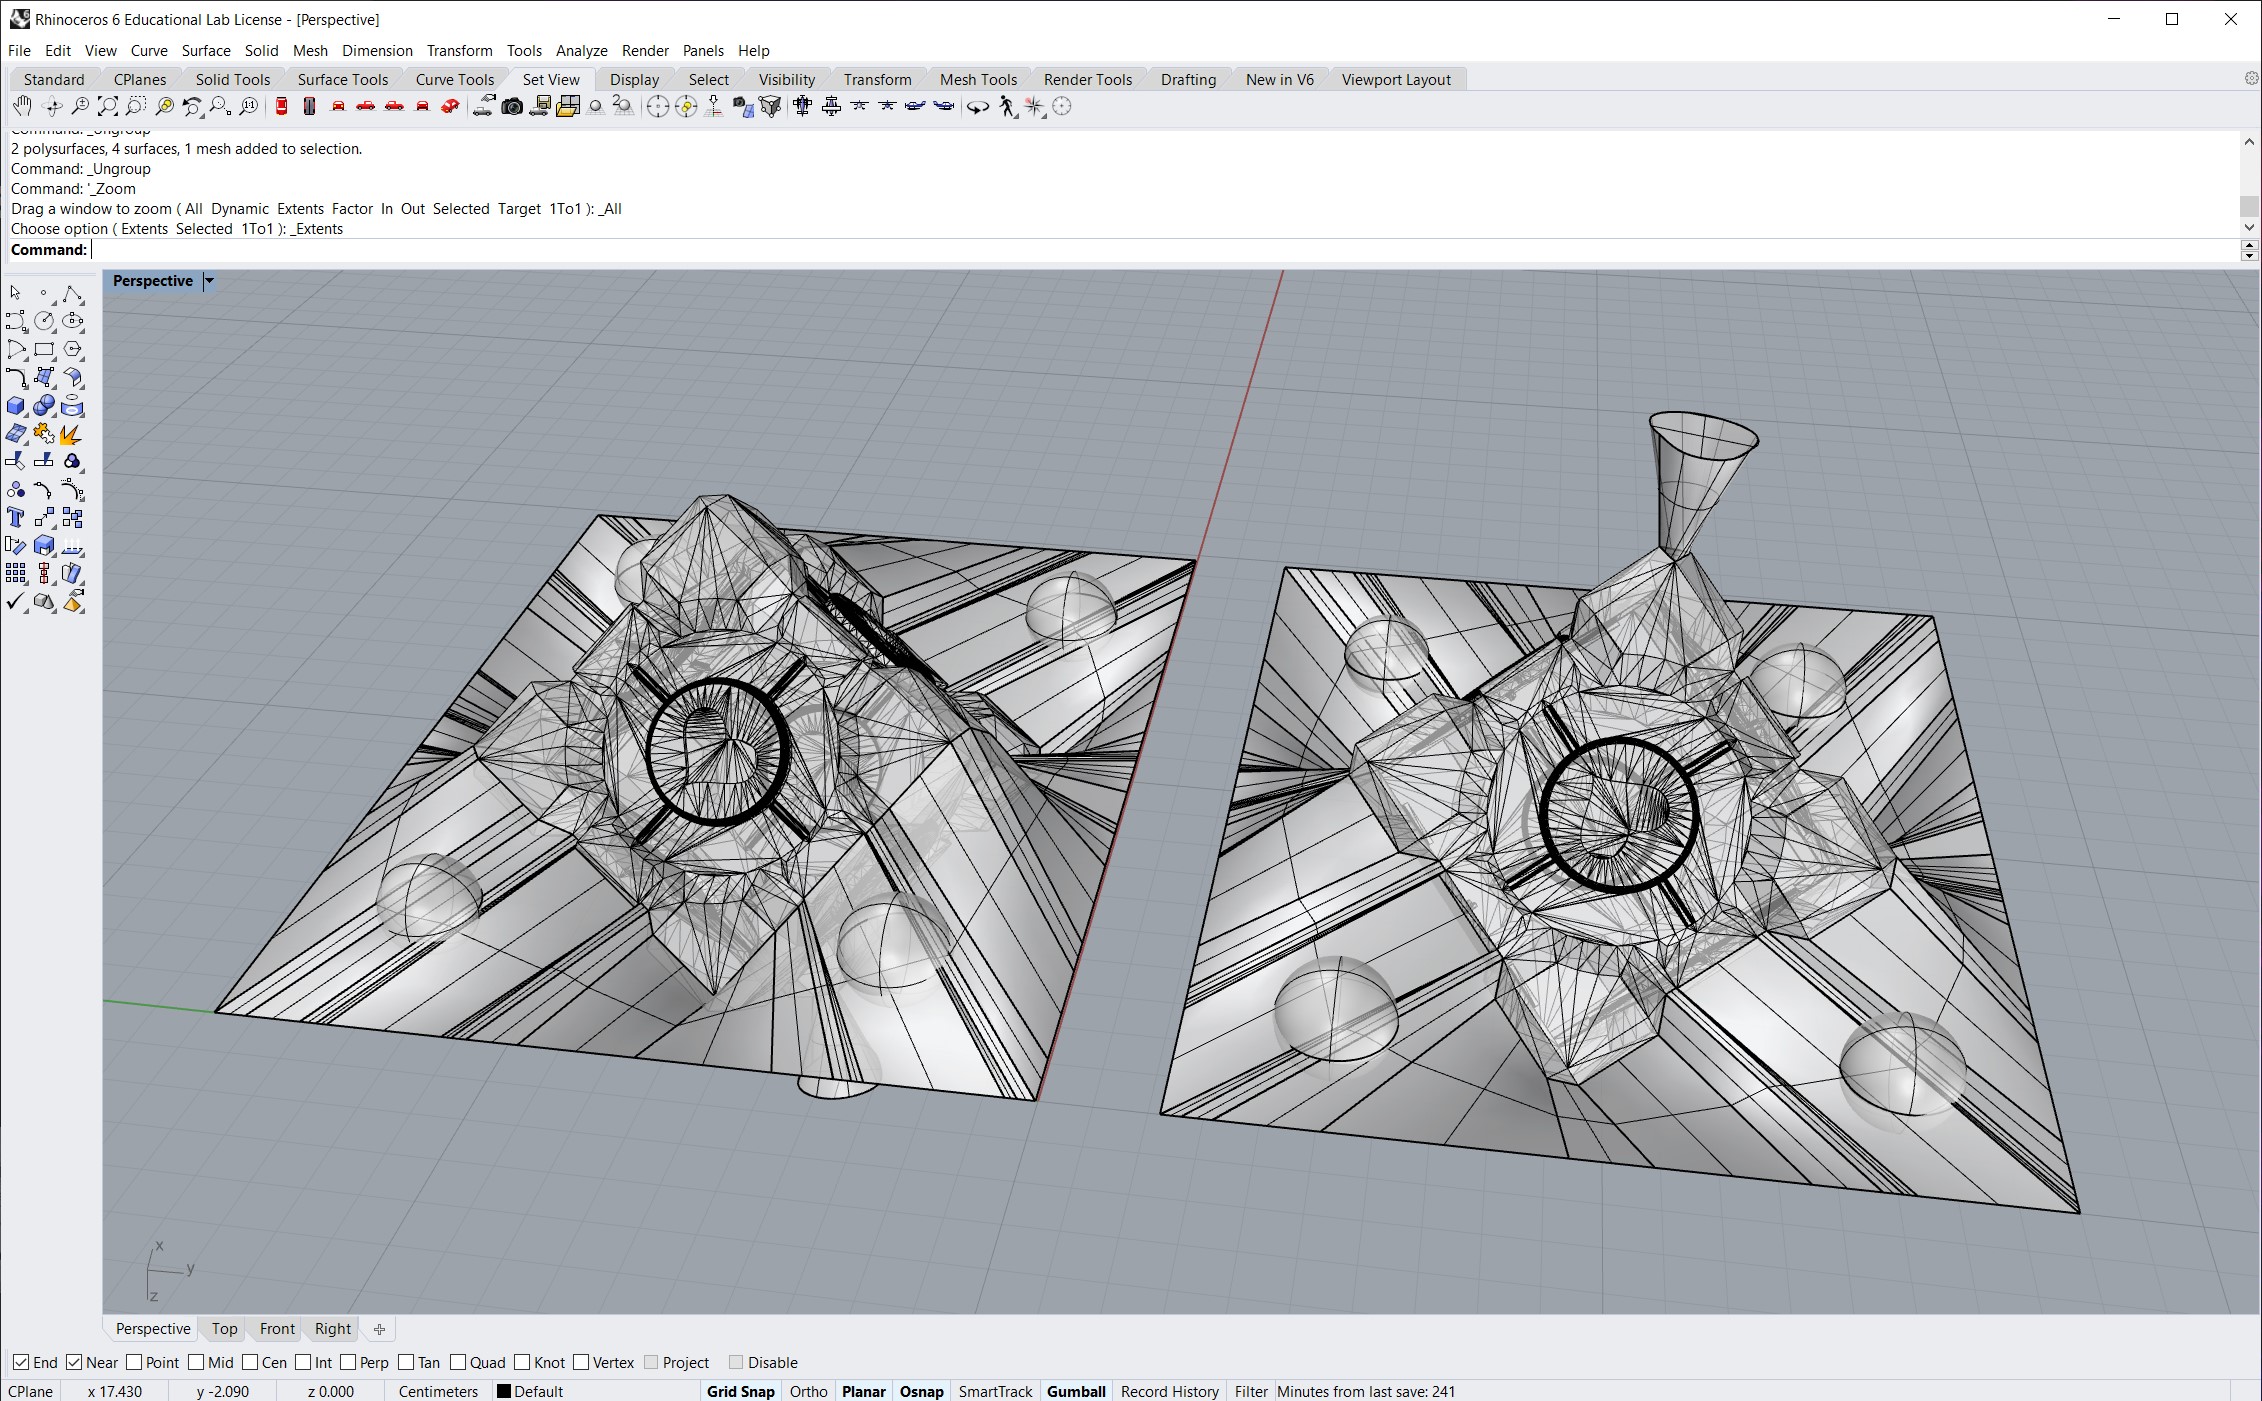 Rhinoceros 6 Educational Lab License - [Perspective]
File Edit View Curve Surface Solid Mesh Dimension Transform Tools Analyze Render Panels Help
Standard CPlanes Solid Tools Surface Tools Curve Tools Set View Display Select Visibility Transform Mesh Tools Render Tools Drafting New in V6 Viewport Layout
Command: _Ungroup
2 polysurfaces, 4 surfaces, 1 mesh added to selection.
Command: _Ungroup
Command: '_Zoom
Drag a window to zoom ( All Dynamic Extents Factor In Out Selected Target 1To1 ): _All
Choose option ( Extents Selected 1To1 ): _Extents
Command:
Perspective
x
y
z
Perspective Top Front Right
End Near Point Mid Cen Int Perp Tan Quad Knot Vertex Project Disable
CPlane x 17.430 y -2.090 z 0.000 Centimeters Default Grid Snap Ortho Planar Osnap SmartTrack Gumball Record History Filter Minutes from last save: 241